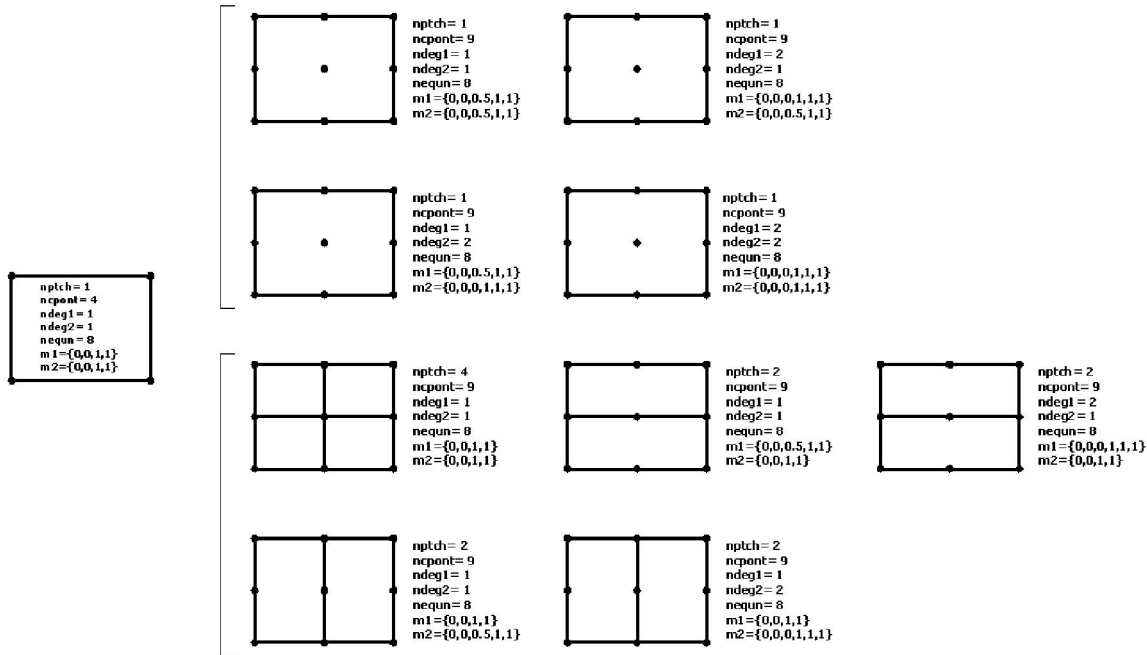 nptch= 1
ncpont= 9
ndeg1= 1
ndeg2= 1
nequn= 8
m1={0,0,0.5,1,1}
m2={0,0,0.5,1,1}
nptch= 1
ncpont= 9
ndeg1= 2
ndeg2= 1
nequn= 8
m1={0,0,0,1,1,1}
m2={0,0,0.5,1,1}
nptch= 1
ncpont= 9
ndeg1= 1
ndeg2= 2
nequn= 8
m1={0,0,0.5,1,1}
m2={0,0,0,1,1,1}
nptch= 1
ncpont= 9
ndeg1= 2
ndeg2= 2
nequn= 8
m1={0,0,0,1,1,1}
m2={0,0,0,1,1,1}
nptch= 1
ncpont= 4
ndeg1= 1
ndeg2= 1
nequn= 8
m1={0,0,1,1}
m2={0,0,1,1}
nptch= 4
ncpont= 9
ndeg1= 1
ndeg2= 1
nequn= 8
m1={0,0,1,1}
m2={0,0,1,1}
nptch= 2
ncpont= 9
ndeg1= 1
ndeg2= 1
nequn= 8
m1={0,0,0.5,1,1}
m2={0,0,1,1}
nptch= 2
ncpont= 9
ndeg1= 2
ndeg2= 1
nequn= 8
m1={0,0,0,1,1,1}
m2={0,0,1,1}
nptch= 2
ncpont= 9
ndeg1= 1
ndeg2= 1
nequn= 8
m1={0,0,1,1}
m2={0,0,0.5,1,1}
nptch= 2
ncpont= 9
ndeg1= 1
ndeg2= 2
nequn= 8
m1={0,0,1,1}
m2={0,0,0,1,1,1}